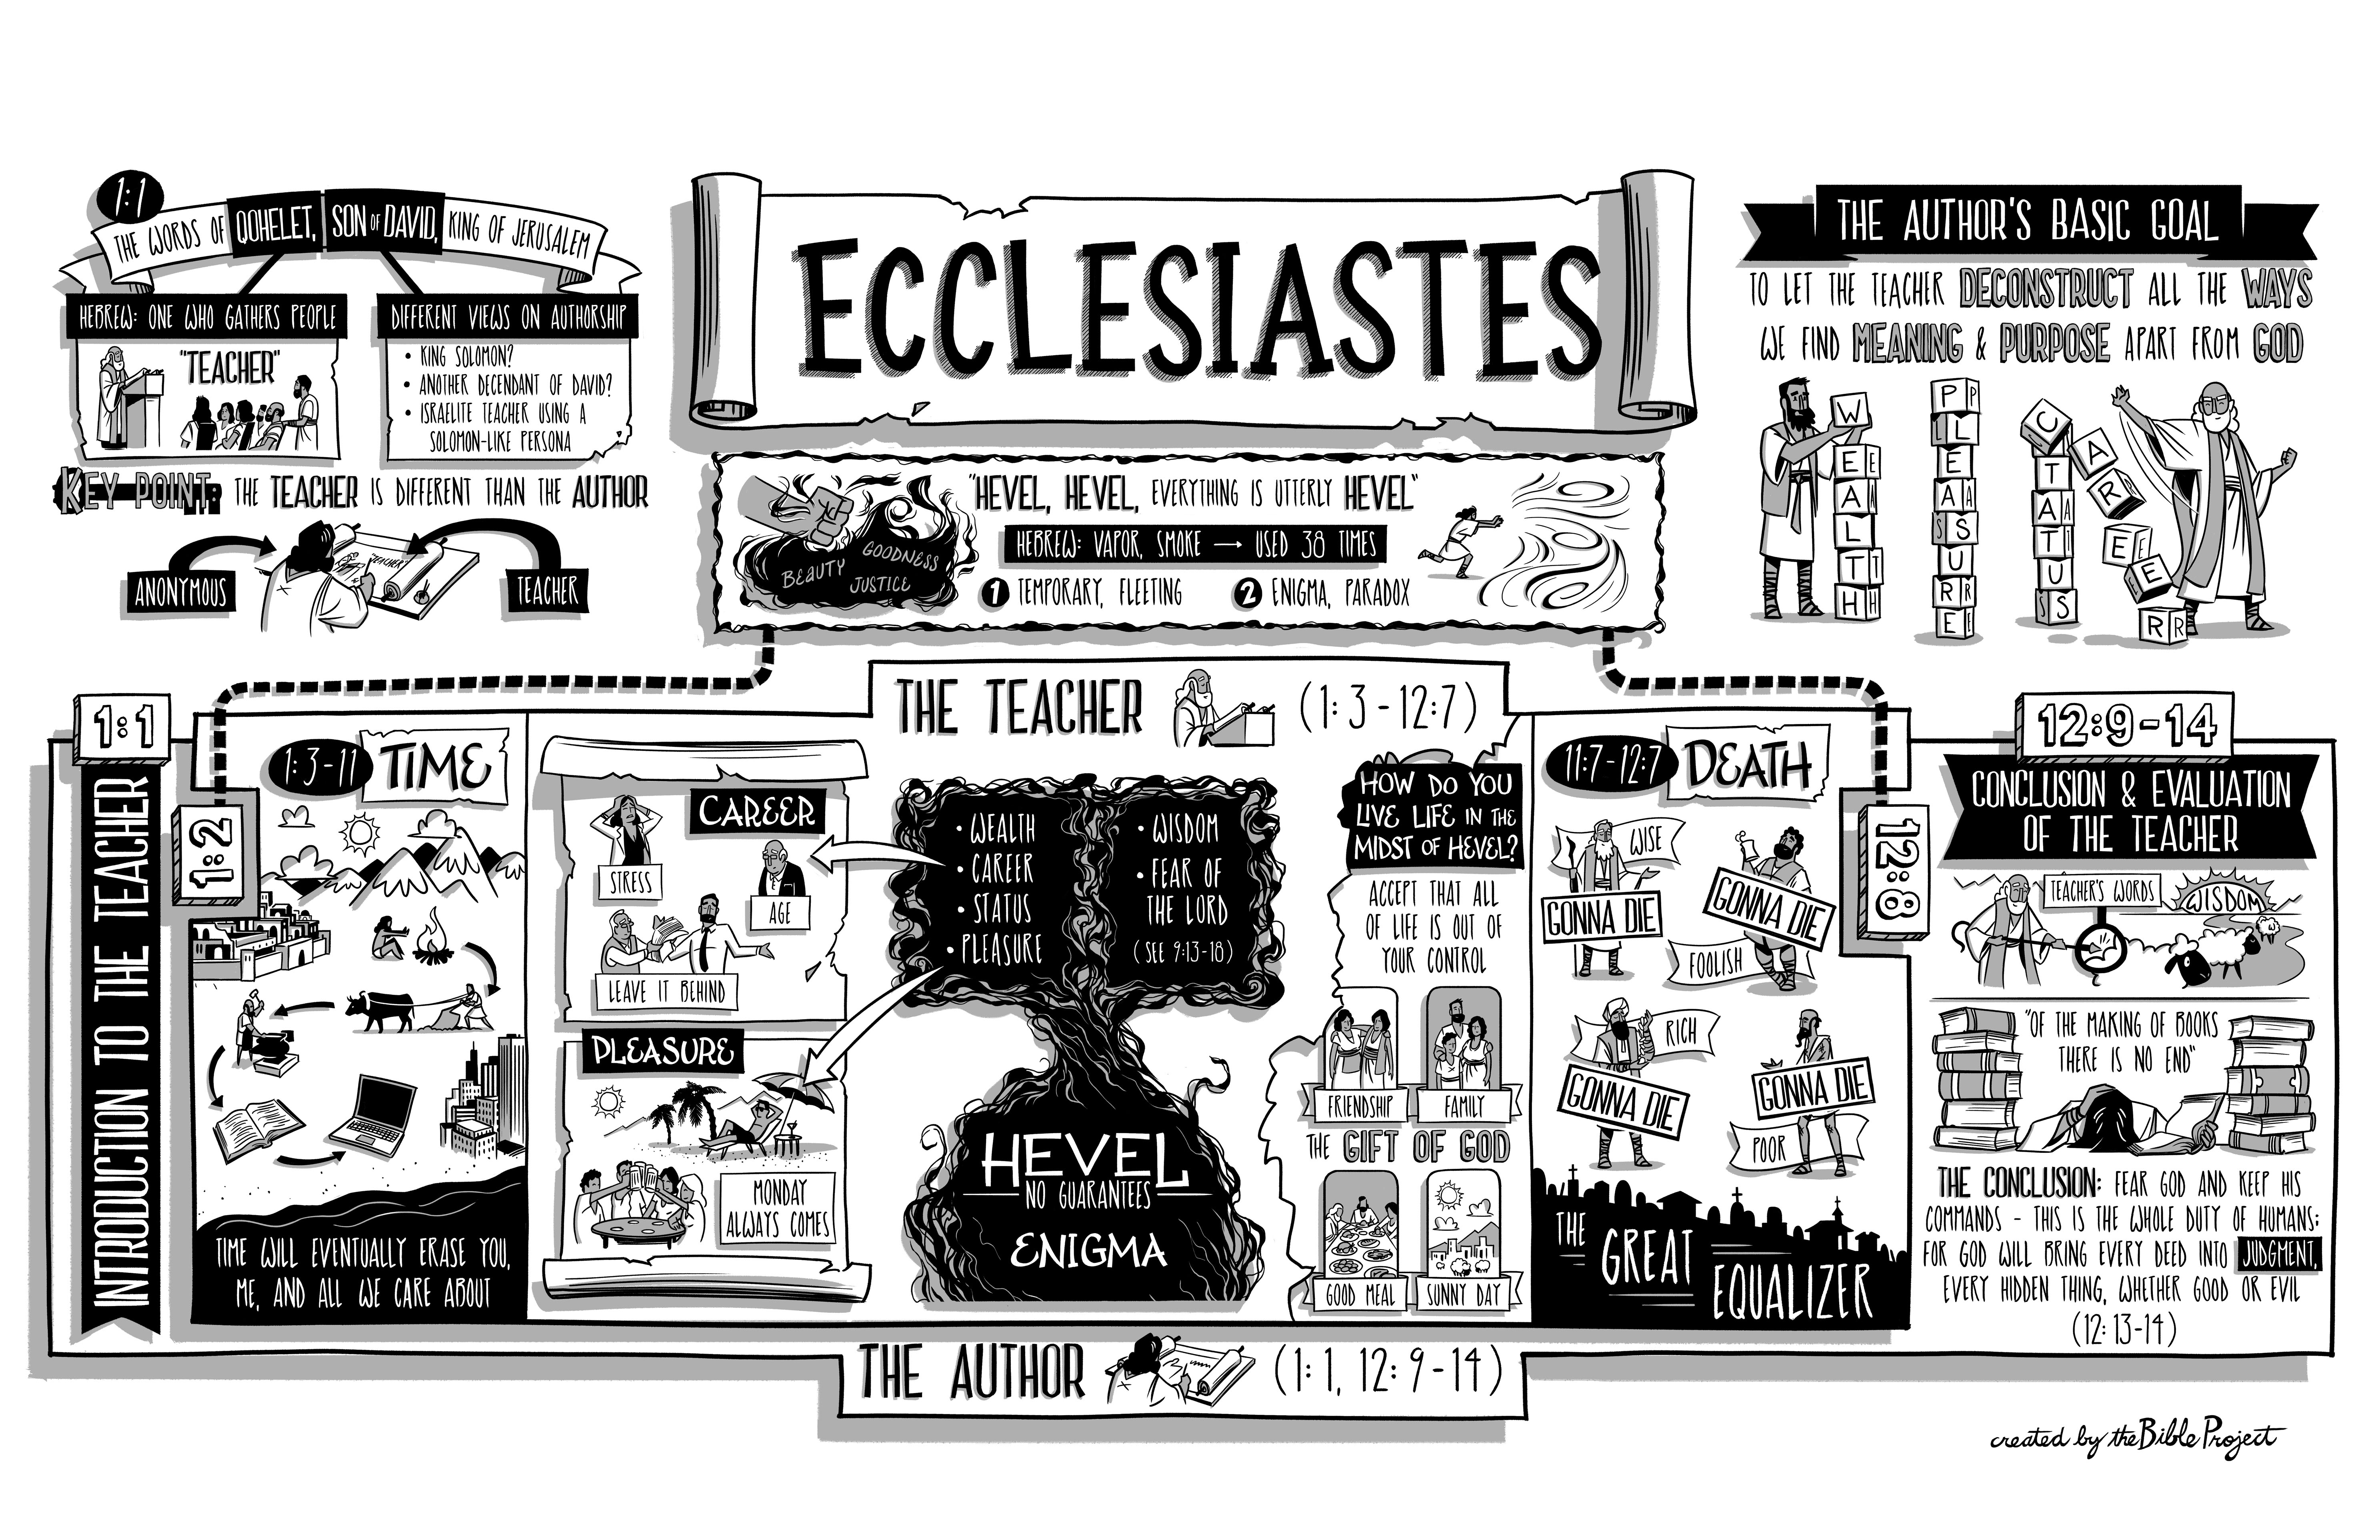 1:1
THE WORDS OF QOHELET, SON OF DAVID, KING OF JERUSALEM
HEBREW: ONE WHO GATHERS PEOPLE
"TEACHER"
DIFFERENT VIEWS ON AUTHORSHIP
• KING SOLOMON?
• ANOTHER DECENDANT OF DAVID?
• ISRAELITE TEACHER USING A
SOLOMON-LIKE PERSONA
KEY POINT: THE TEACHER IS DIFFERENT THAN THE AUTHOR
ANONYMOUS
"TEACHER"
TEACHER
ECCLESIASTES
BEAUTY
GOODNESS
JUSTICE
"HEVEL, HEVEL, EVERYTHING IS UTTERLY HEVEL"
HEBREW: VAPOR, SMOKE → USED 38 TIMES
1 TEMPORARY, FLEETING
2 ENIGMA, PARADOX
THE AUTHOR'S BASIC GOAL
TO LET THE TEACHER DECONSTRUCT ALL THE WAYS
WE FIND MEANING & PURPOSE APART FROM GOD
WEALTH
PLEASURE
STATUS
CAREER
THE TEACHER (1:3-12:7)
1:1
INTRODUCTION TO THE TEACHER
1:2
1:3-11 TIME
TIME WILL EVENTUALLY ERASE YOU,
ME, AND ALL WE CARE ABOUT
CAREER
STRESS
AGE
LEAVE IT BEHIND
PLEASURE
MONDAY
ALWAYS COMES
• WEALTH
• CAREER
• STATUS
• PLEASURE
• WISDOM
• FEAR OF
THE LORD
(SEE 9:13-18)
HEVEL
NO GUARANTEES
ENIGMA
HOW DO YOU
LIVE LIFE IN THE
MIDST OF HEVEL?
ACCEPT THAT ALL
OF LIFE IS OUT OF
YOUR CONTROL
FRIENDSHIP
FAMILY
THE GIFT OF GOD
GOOD MEAL
SUNNY DAY
11:7-12:7 DEATH
WISE
GONNA DIE
GONNA DIE
FOOLISH
RICH
GONNA DIE
GONNA DIE
POOR
THE
GREAT
EQUALIZER
12:8
12:9-14
CONCLUSION & EVALUATION
OF THE TEACHER
TEACHER'S WORDS
WISDOM
"OF THE MAKING OF BOOKS
THERE IS NO END"
THE CONCLUSION: FEAR GOD AND KEEP HIS
COMMANDS - THIS IS THE WHOLE DUTY OF HUMANS;
FOR GOD WILL BRING EVERY DEED INTO JUDGMENT,
EVERY HIDDEN THING, WHETHER GOOD OR EVIL
(12:13-14)
THE AUTHOR (1:1, 12:9-14)
created by the Bible Project